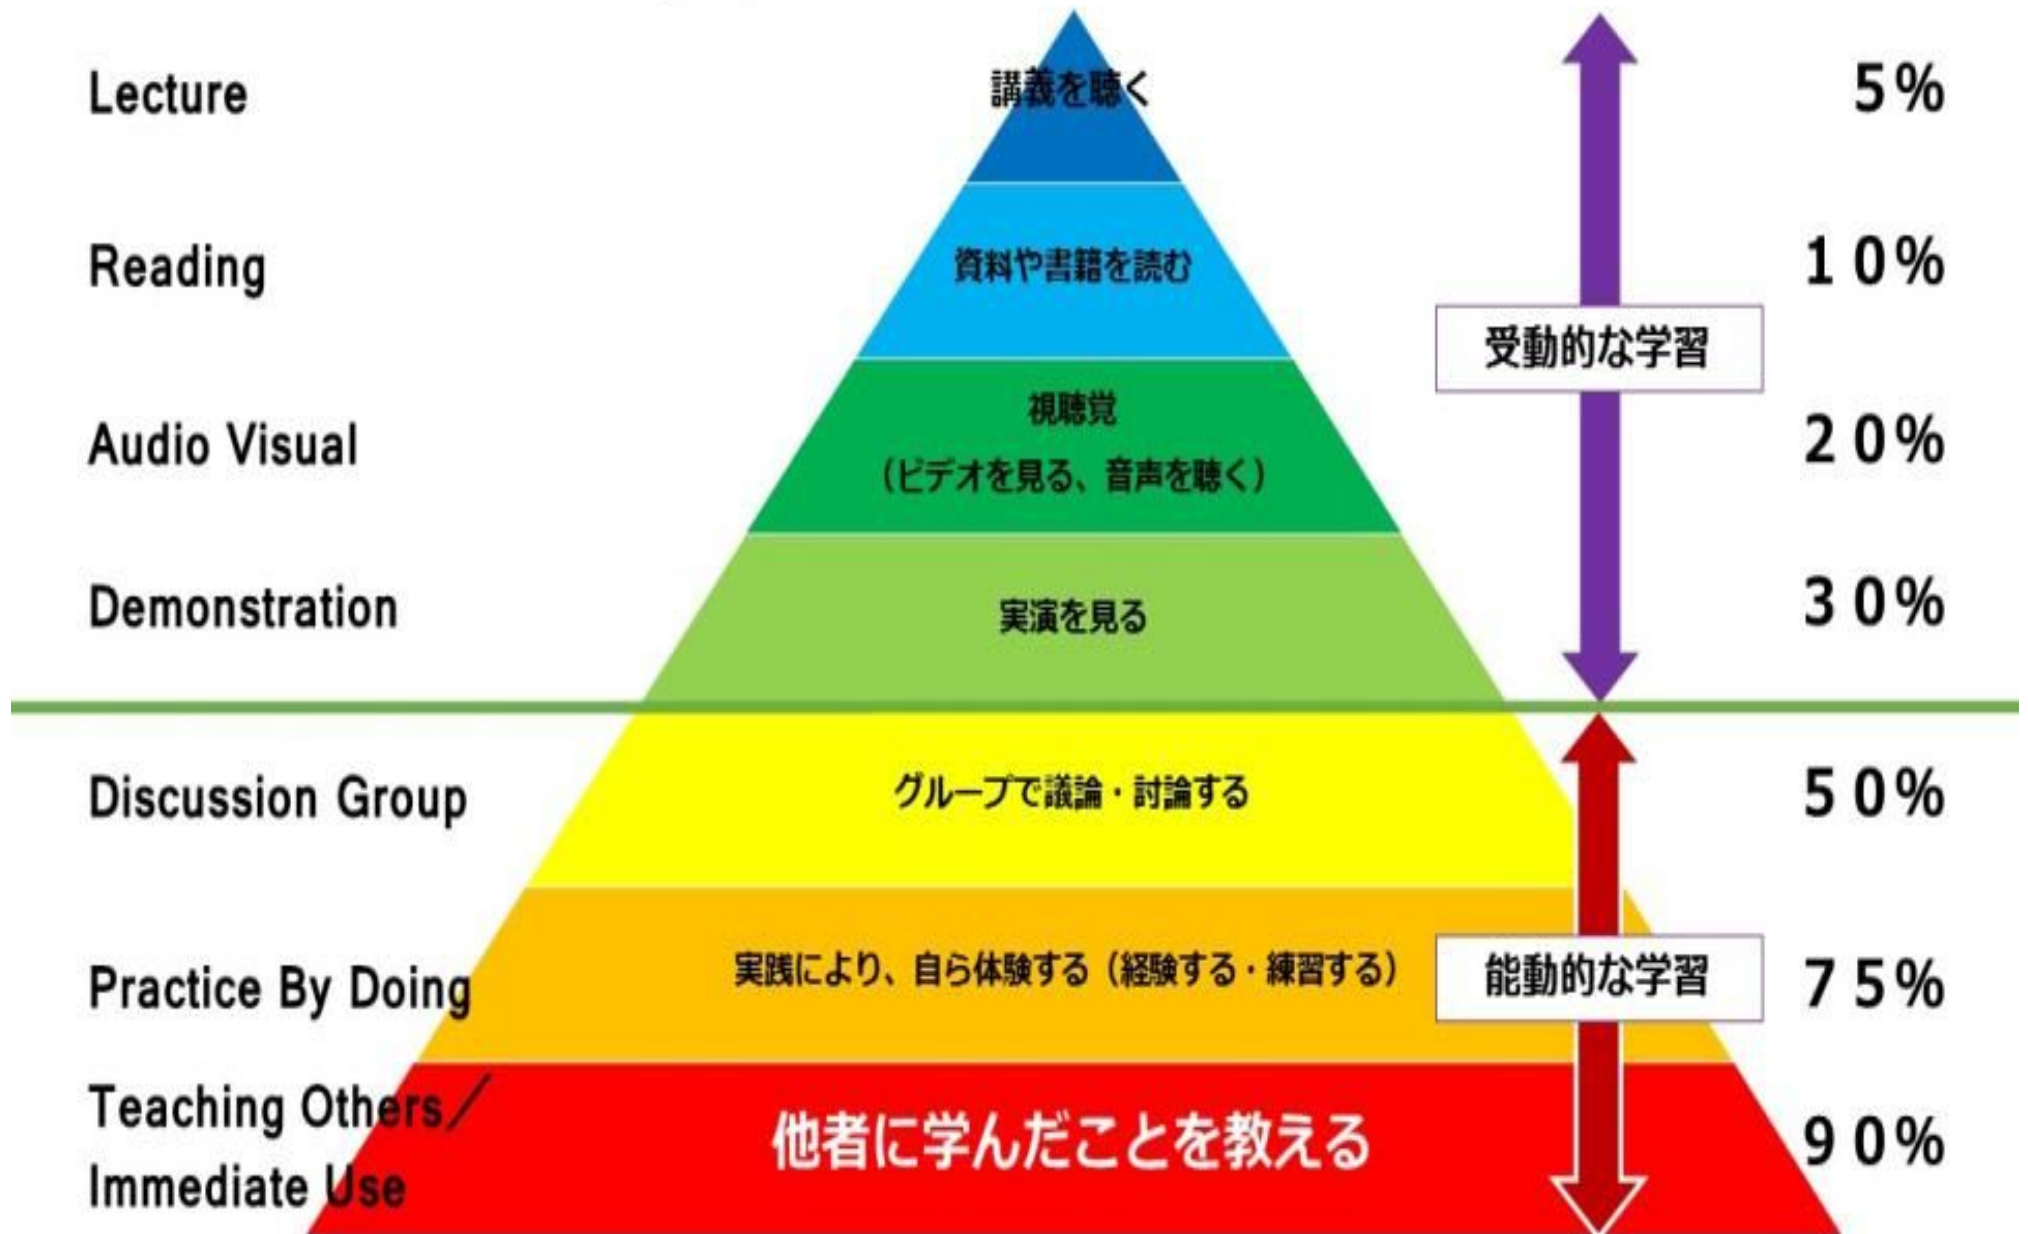 Lecture
講義を聴く
5%
Reading
資料や書籍を読む
10%
受動的な学習
Audio Visual
視聴覚
（ビデオを見る、音声を聴く）
20%
Demonstration
実演を見る
30%
Discussion Group
グループで議論・討論する
50%
Practice By Doing
実践により、自ら体験する（経験する・練習する）
能動的な学習
75%
Teaching Others／
Immediate Use
他者に学んだことを教える
90%